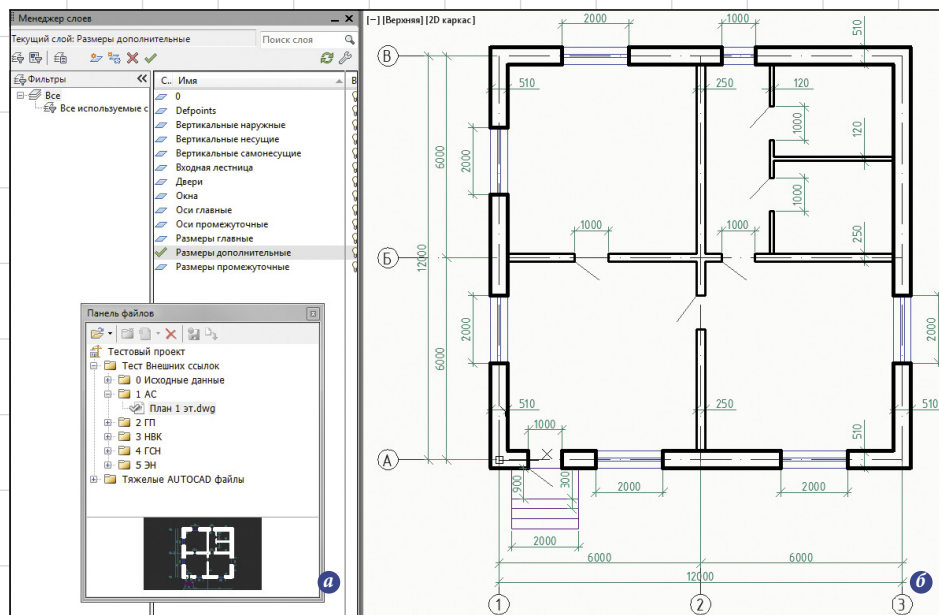 Менеджер слоев
Текущий слой: Размеры дополнительные
Поиск слоя
Фильтры
Все
Все используемые с
С.. Имя
В
0
Defpoints
Вертикальные наружные
Вертикальные несущие
Вертикальные самонесущие
Входная лестница
Двери
Окна
Оси главные
Оси промежуточные
Размеры главные
Размеры дополнительные
Размеры промежуточные
Панель файлов
Тестовый проект
Тест Внешних ссылок
0 Исходные данные
1 АС
План 1 эт.dwg
2 ГП
3 НВК
4 ГСН
5 ЭН
Тяжелые AUTOCAD файлы
а
[−] [Верхняя] [2D каркас]
2000
1000
510
В
510
250
120
1000
120
6000
2000
1000
1000
1000
250
Б
12000
2000
2000
6000
510
250
510
1000
510
А
900
300
2000
2000
2000
6000
6000
12000
1
2
3
б